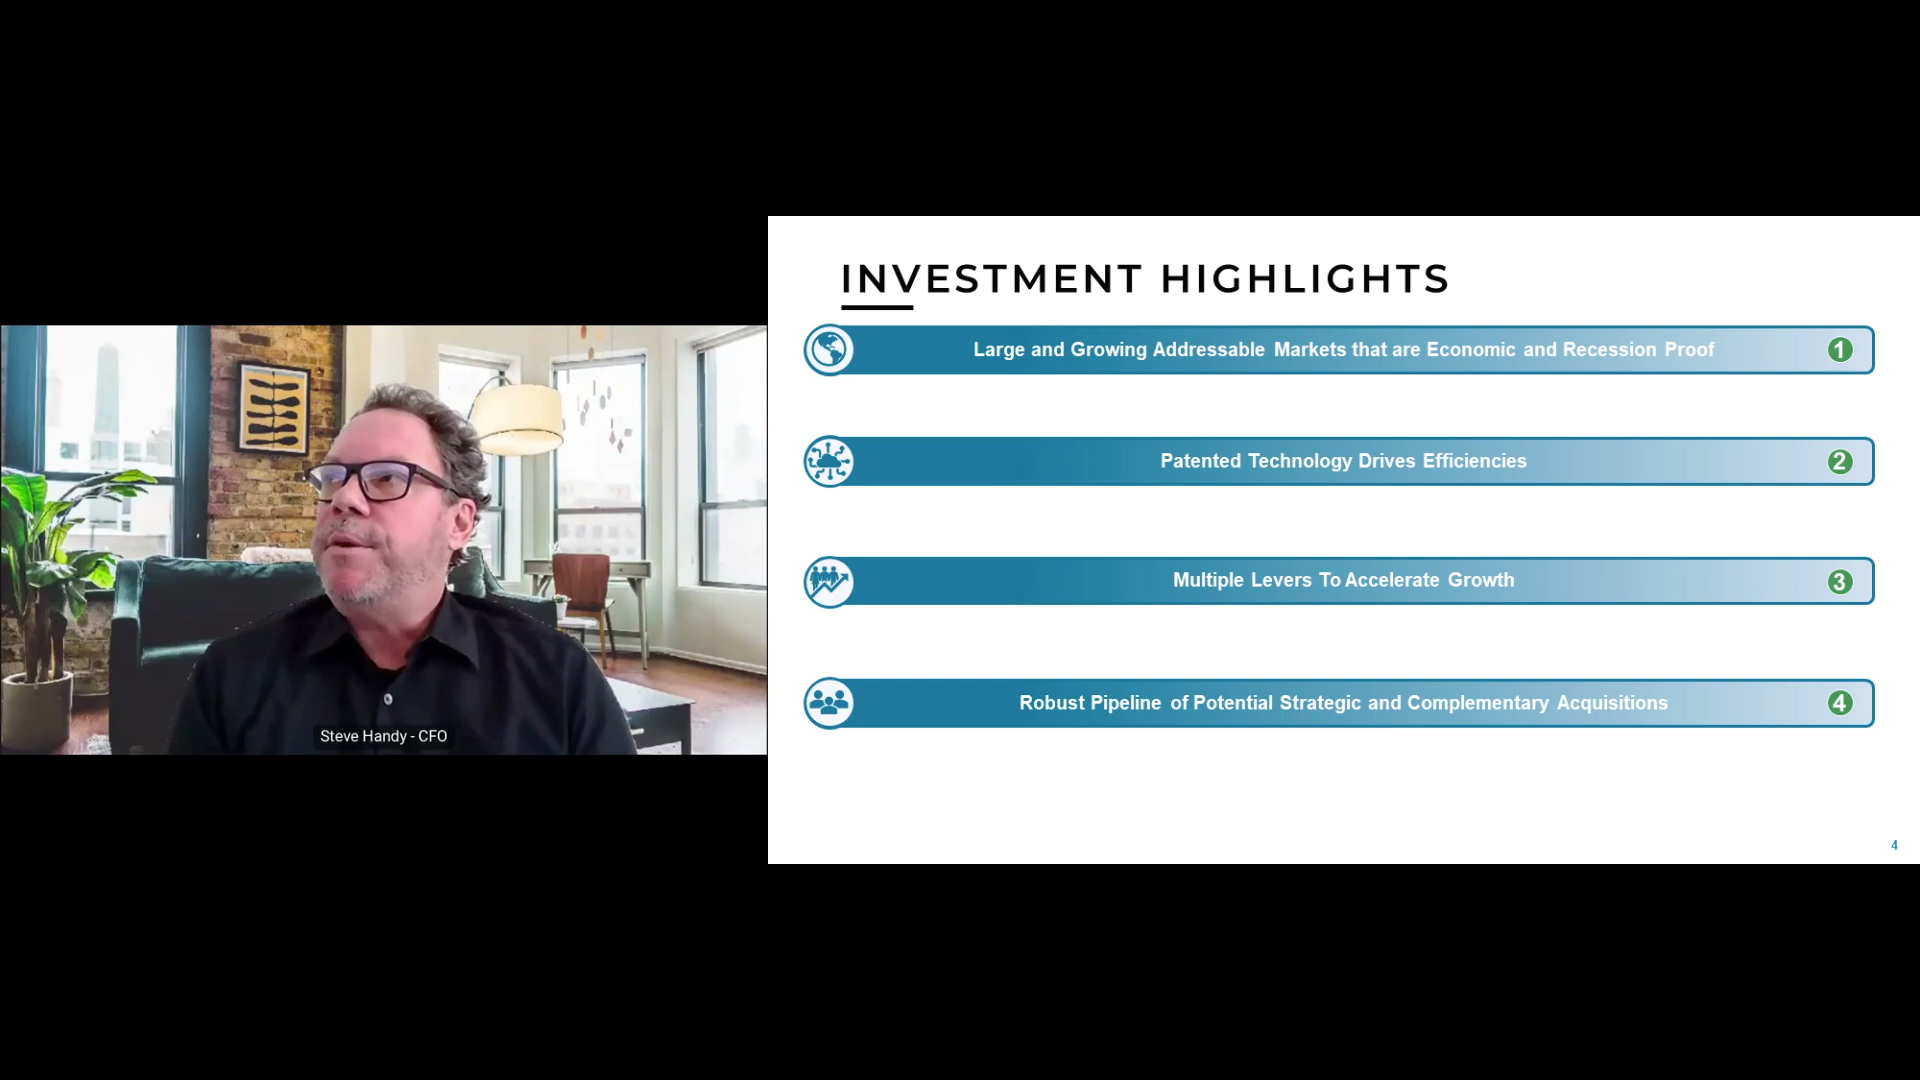 INVESTMENT HIGHLIGHTS
Large and Growing Addressable Markets that are Economic and Recession Proof 1
Patented Technology Drives Efficiencies 2
Multiple Levers To Accelerate Growth 3
Robust Pipeline of Potential Strategic and Complementary Acquisitions 4
Steve Handy - CFO
4